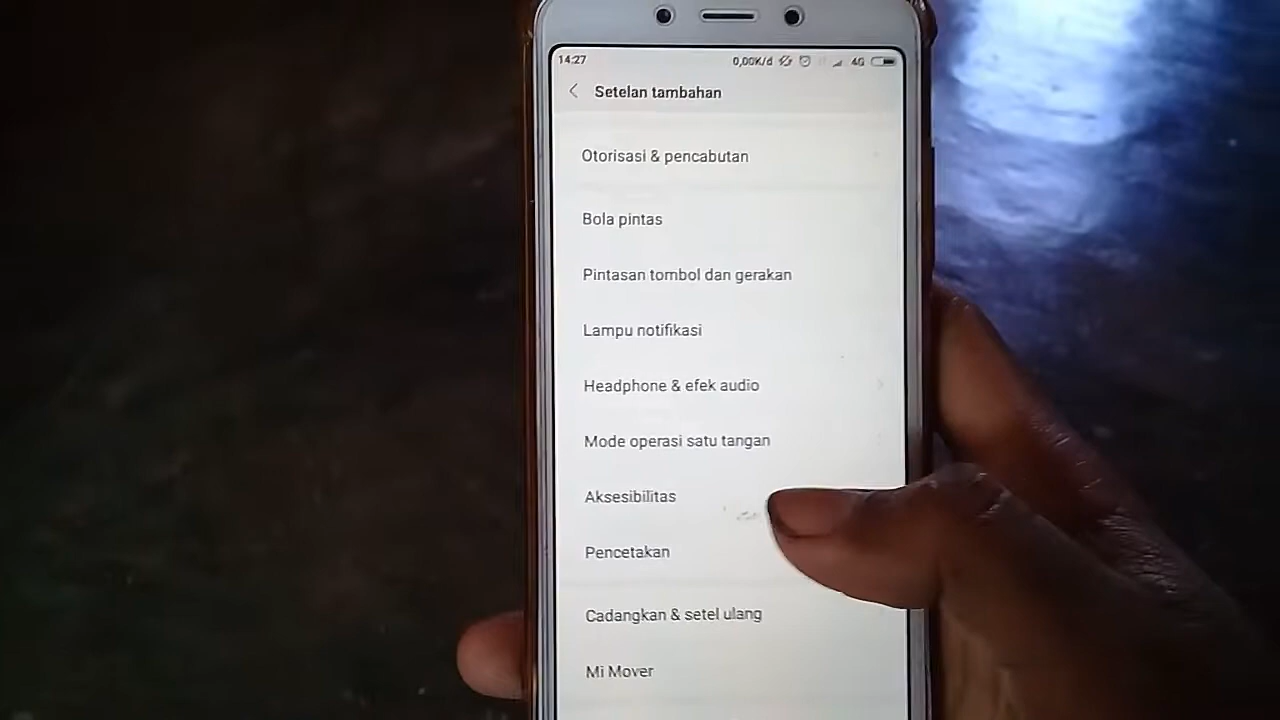 14:27 0,00K/d 4G
Setelan tambahan
Otorisasi & pencabutan
Bola pintas
Pintasan tombol dan gerakan
Lampu notifikasi
Headphone & efek audio
Mode operasi satu tangan
Aksesibilitas
Pencetakan
Cadangkan & setel ulang
Mi Mover